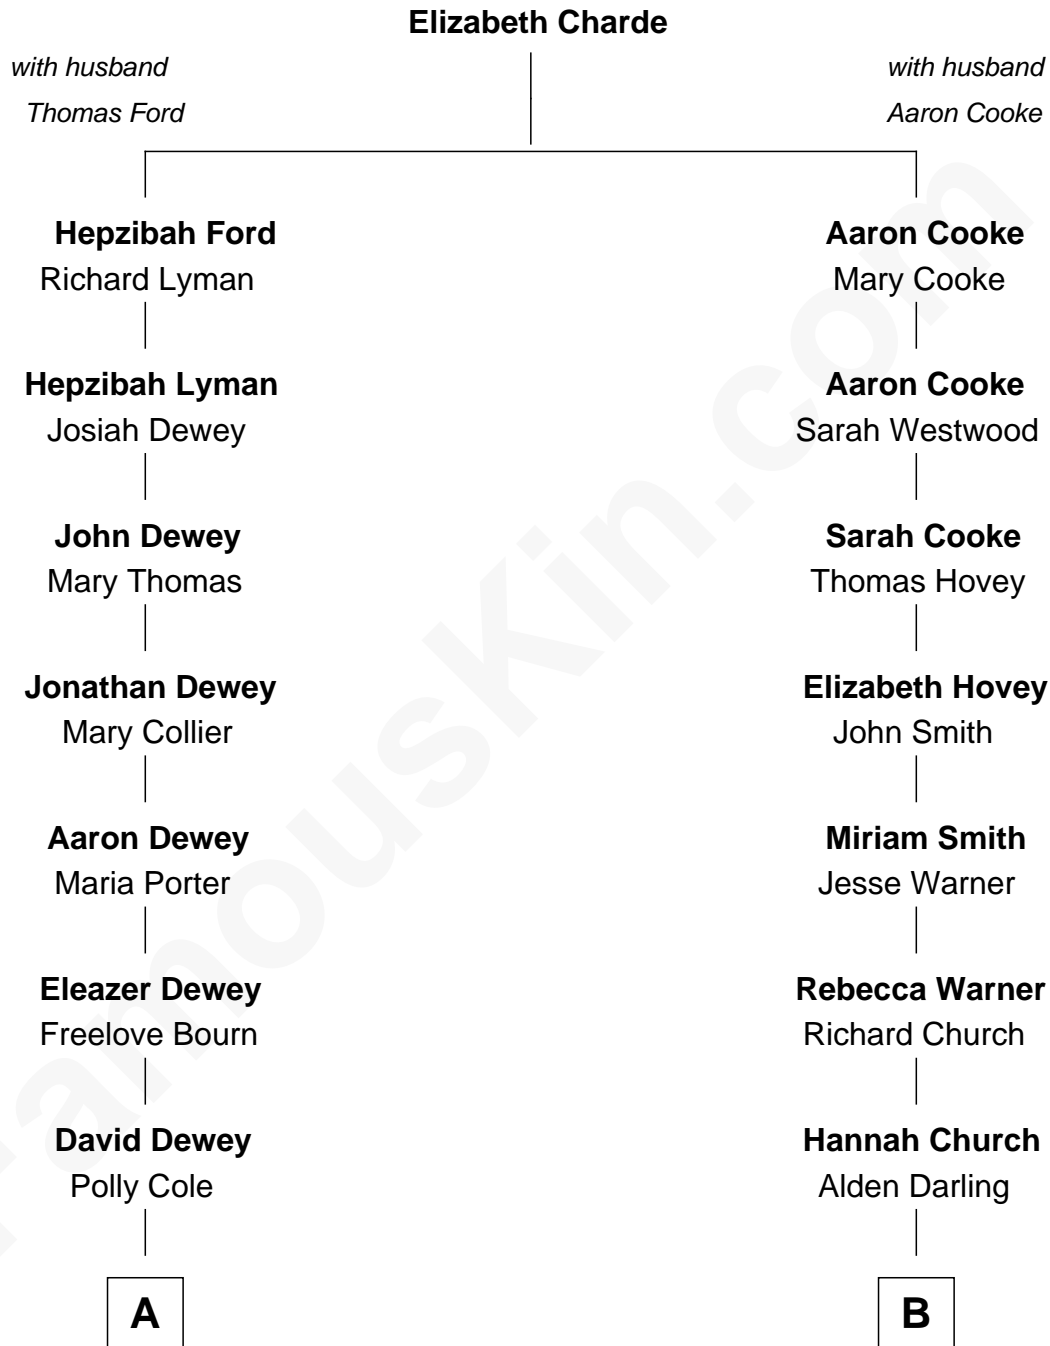 Elizabeth Charde
with husband
Thomas Ford
with husband
Aaron Cooke
Hepzibah Ford
Richard Lyman
Aaron Cooke
Mary Cooke
Hepzibah Lyman
Josiah Dewey
Aaron Cooke
Sarah Westwood
John Dewey
Mary Thomas
Sarah Cooke
Thomas Hovey
Jonathan Dewey
Mary Collier
Elizabeth Hovey
John Smith
Aaron Dewey
Maria Porter
Miriam Smith
Jesse Warner
Eleazer Dewey
Freelove Bourn
Rebecca Warner
Richard Church
David Dewey
Polly Cole
Hannah Church
Alden Darling
A
B
FamousKin.com